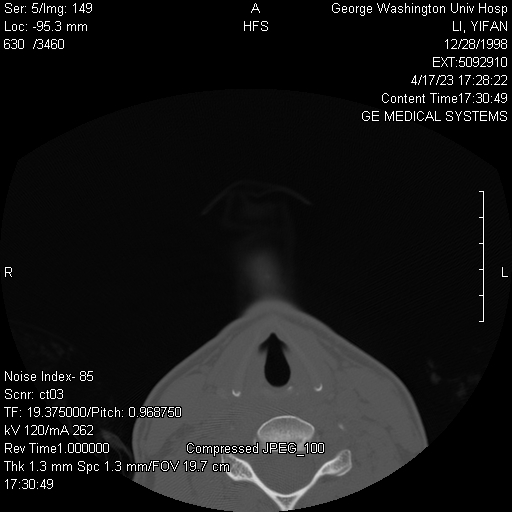 Ser: 5/Img: 149
Loc: -95.3 mm
630 /3460
A
HFS
George Washington Univ Hosp
LI, YIFAN
12/28/1998
EXT:5092910
4/17/23 17:28:22
Content Time17:30:49
GE MEDICAL SYSTEMS
R
L
Noise Index- 85
Scnr: ct03
TF: 19.375000/Pitch: 0.968750
kV 120/mA 262
Rev Time1.000000
Compressed JPEG_100
Thk 1.3 mm Spc 1.3 mm/FOV 19.7 cm
17:30:49